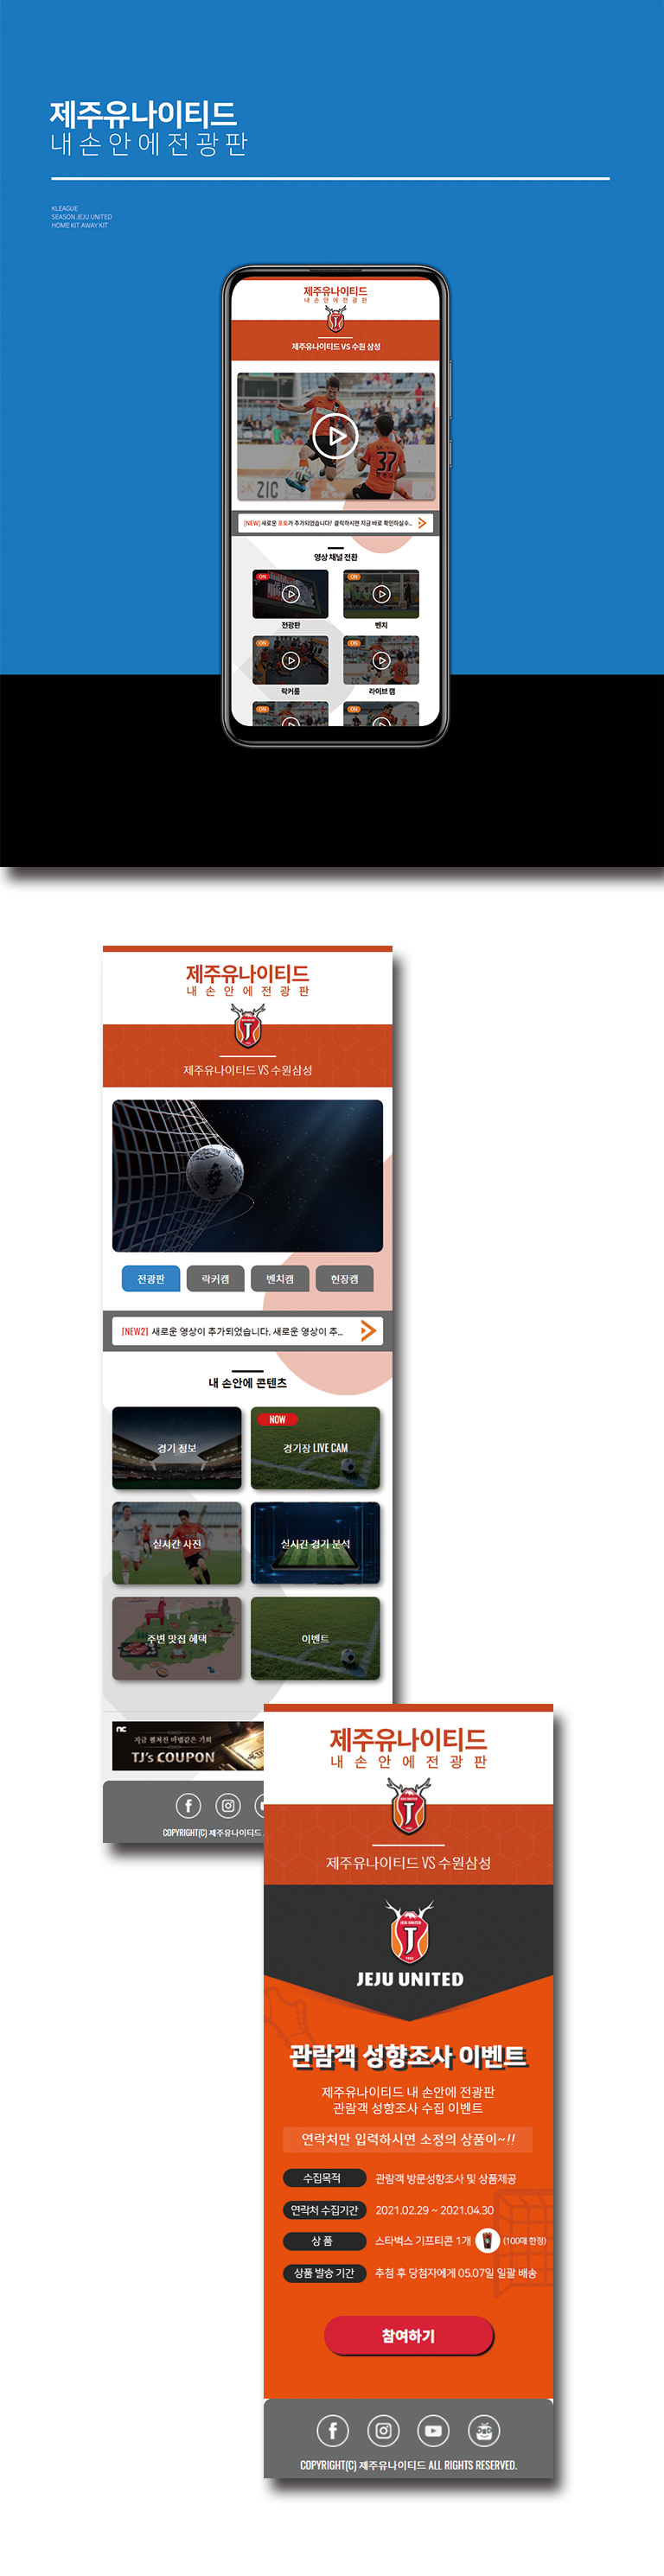 제주유나이티드
내 손 안 에 전 광 판
KLEAGUE
SEASON JEJU UNITED
HOME KIT AWAY KIT
제주유나이티드
내 손 안 에 전 광 판
제주유나이티드 VS 수원 삼성
37
SK ZIC
[NEW] 새로운 포토가 추가되었습니다! 클릭하시면 지금 바로 확인하실수...
영상 채널 전환
ON
ON
전광판
벤치
ON
ON
락커룸
라이브 캠
ON
ON
제주유나이티드
내 손 안 에 전 광 판
J
제주유나이티드 VS 수원삼성
전광판
락커캠
벤치캠
현장캠
[NEW2] 새로운 영상이 추가되었습니다. 새로운 영상이 추...
내 손안에 콘텐츠
경기 정보
NOW
경기장 LIVE CAM
실시간 사진
실시간 경기 분석
주변 맛집 혜택
이벤트
nc
지금 펼쳐진 마법같은 기회
TJ's COUPON
COPYRIGHT(C) 제주유나이티드
제주유나이티드
내 손 안 에 전 광 판
JEJU UNITED
J
제주유나이티드 VS 수원삼성
JEJU UNITED
J
JEJU UNITED
관람객 성향조사 이벤트
제주유나이티드 내 손안에 전광판
관람객 성향조사 수집 이벤트
연락처만 입력하시면 소정의 상품이~!!
수집목적 관람객 방문성향조사 및 상품제공
연락처 수집기간 2021.02.29 ~ 2021.04.30
상 품 스타벅스 기프티콘 1개 (100매 한정)
상품 발송 기간 추첨 후 당첨자에게 05.07일 일괄 배송
참여하기
COPYRIGHT(C) 제주유나이티드 ALL RIGHTS RESERVED.